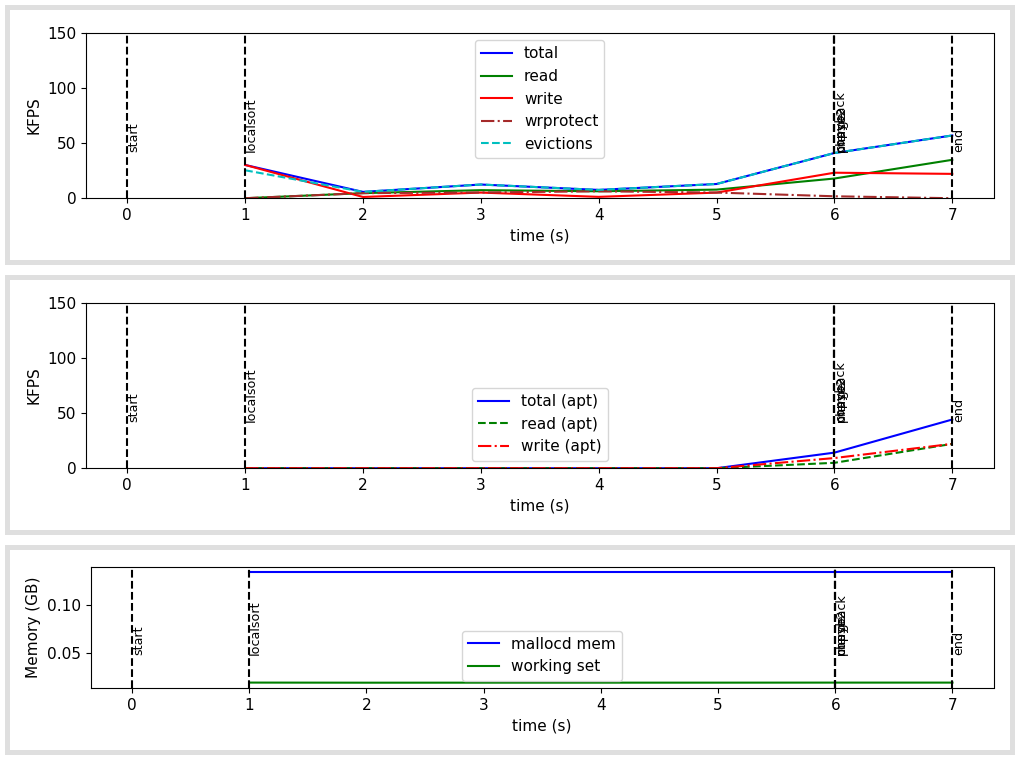 150
100
50
0
KFPS
start
localsort
end
total
read
write
wrprotect
evictions
0 1 2 3 4 5 6 7
time (s)
150
100
50
0
KFPS
start
localsort
end
total (apt)
read (apt)
write (apt)
0 1 2 3 4 5 6 7
time (s)
0.10
0.05
Memory (GB)
start
localsort
end
mallocd mem
working set
0 1 2 3 4 5 6 7
time (s)